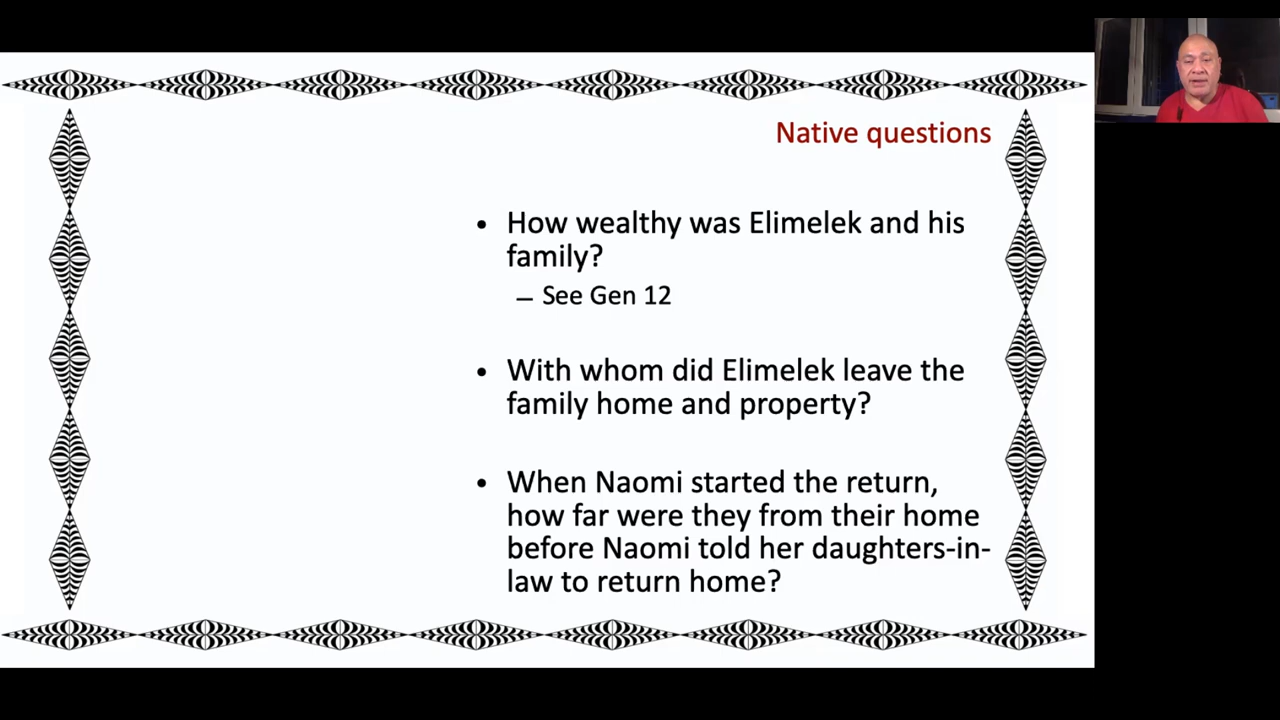 Native questions
• How wealthy was Elimelek and his
family?
– See Gen 12
• With whom did Elimelek leave the
family home and property?
• When Naomi started the return,
how far were they from their home
before Naomi told her daughters-in-
law to return home?